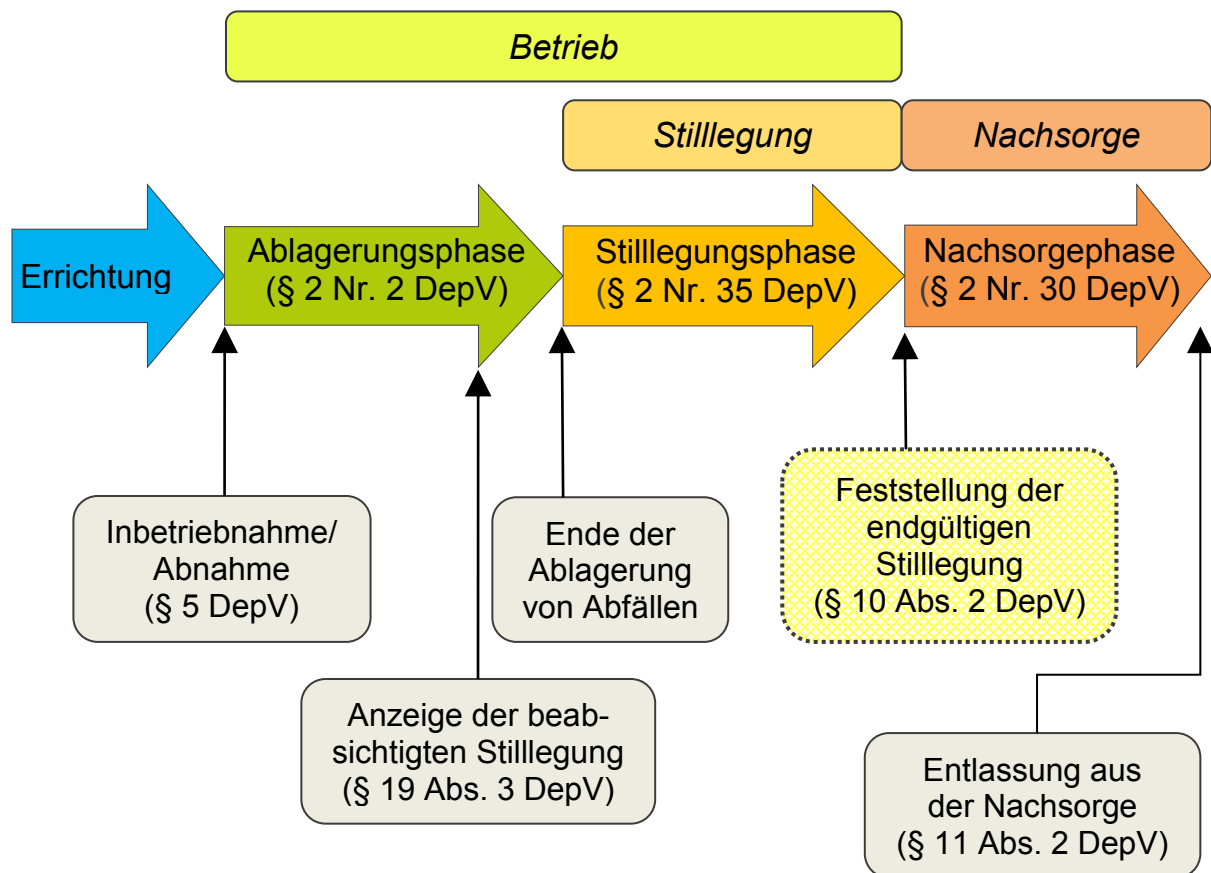 Betrieb
Stilllegung
Nachsorge
Errichtung
Ablagerungsphase
(§ 2 Nr. 2 DepV)
Stilllegungsphase
(§ 2 Nr. 35 DepV)
Nachsorgephase
(§ 2 Nr. 30 DepV)
Inbetriebnahme/
Abnahme
(§ 5 DepV)
Ende der
Ablagerung
von Abfällen
Feststellung der
endgültigen
Stilllegung
(§ 10 Abs. 2 DepV)
Anzeige der beab-
sichtigten Stilllegung
(§ 19 Abs. 3 DepV)
Entlassung aus
der Nachsorge
(§ 11 Abs. 2 DepV)